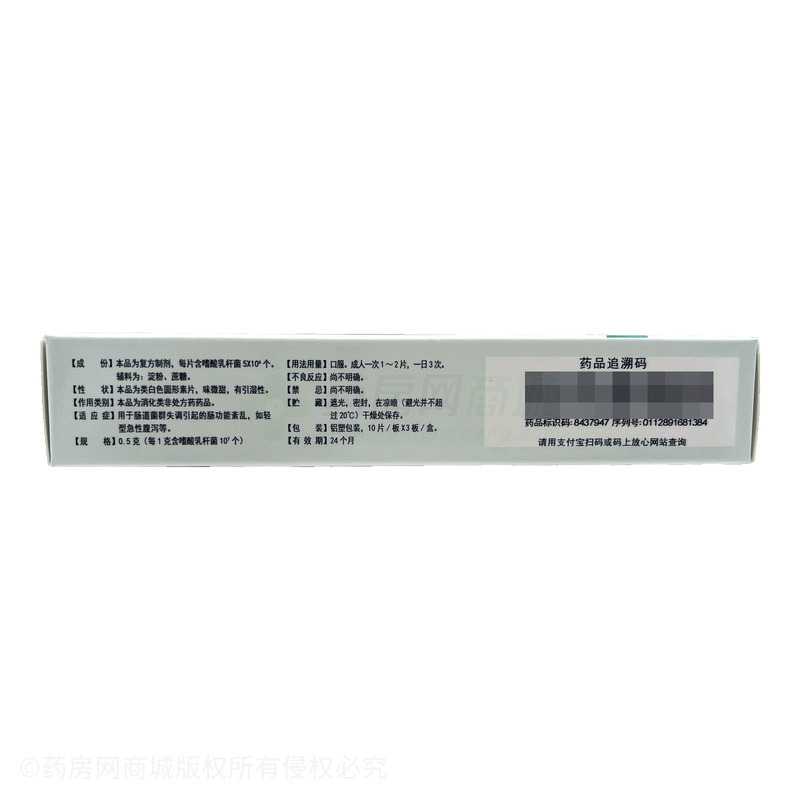 【成　份】本品为复方制剂，每片含嗜酸乳杆菌5X10⁶个。
辅料为：淀粉、蔗糖。
【性　状】本品为类白色圆形素片，味微甜，有引湿性。
【作用类别】本品为消化类非处方药药品。
【适 应 症】用于肠道菌群失调引起的肠功能紊乱，如轻
型急性腹泻等。
【规　格】0.5克（每1克含嗜酸乳杆菌10⁷个）
【用法用量】口服。成人一次1～2片，一日3次。
【不良反应】尚不明确。
【禁　忌】尚不明确。
【贮　藏】遮光，密封，在凉暗（避光并不超
过20℃）干燥处保存。
【包　装】铝塑包装，10片/板X3板/盒。
【有 效 期】24个月
药品追溯码
药品标识码：8437947 序列号：0112891681384
请用支付宝扫码或码上放心网站查询
©药房网商城版权所有侵权必究